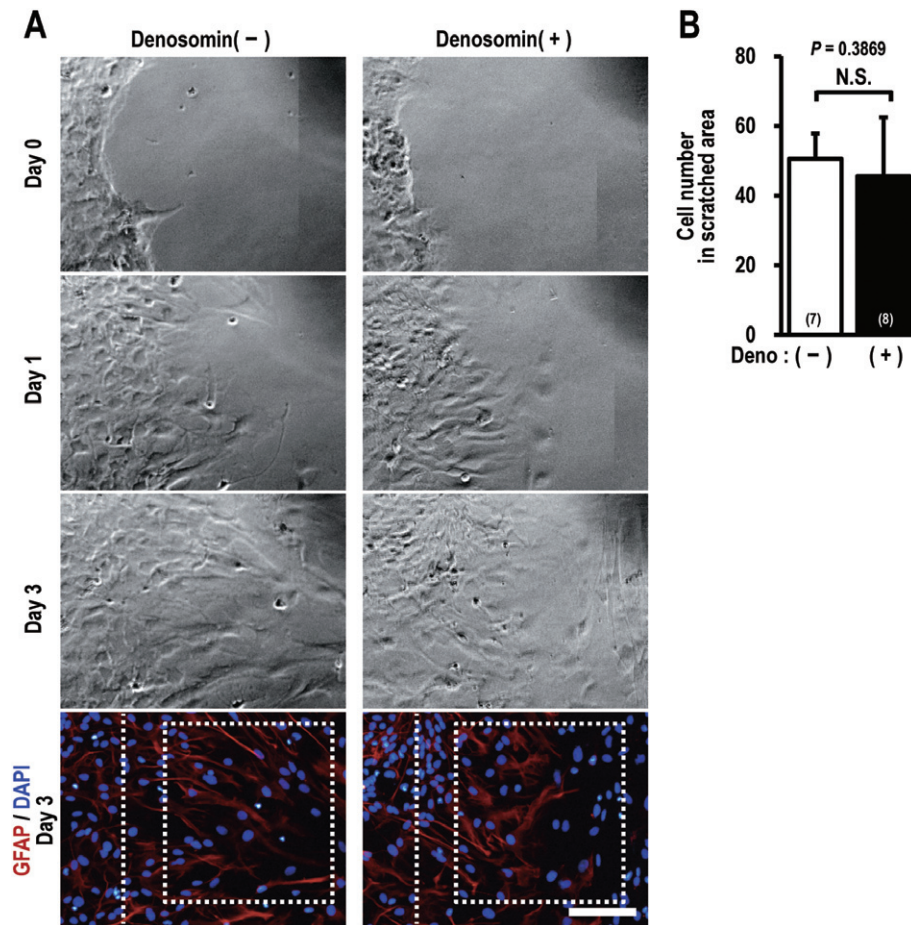 A
Denosomin( − )
Denosomin( + )
Day 0
Day 1
Day 3
GFAP / DAPI
Day 3
B
P = 0.3869
N.S.
80
60
40
20
0
Cell number
in scratched area
(7)
(8)
Deno : ( − ) ( + )